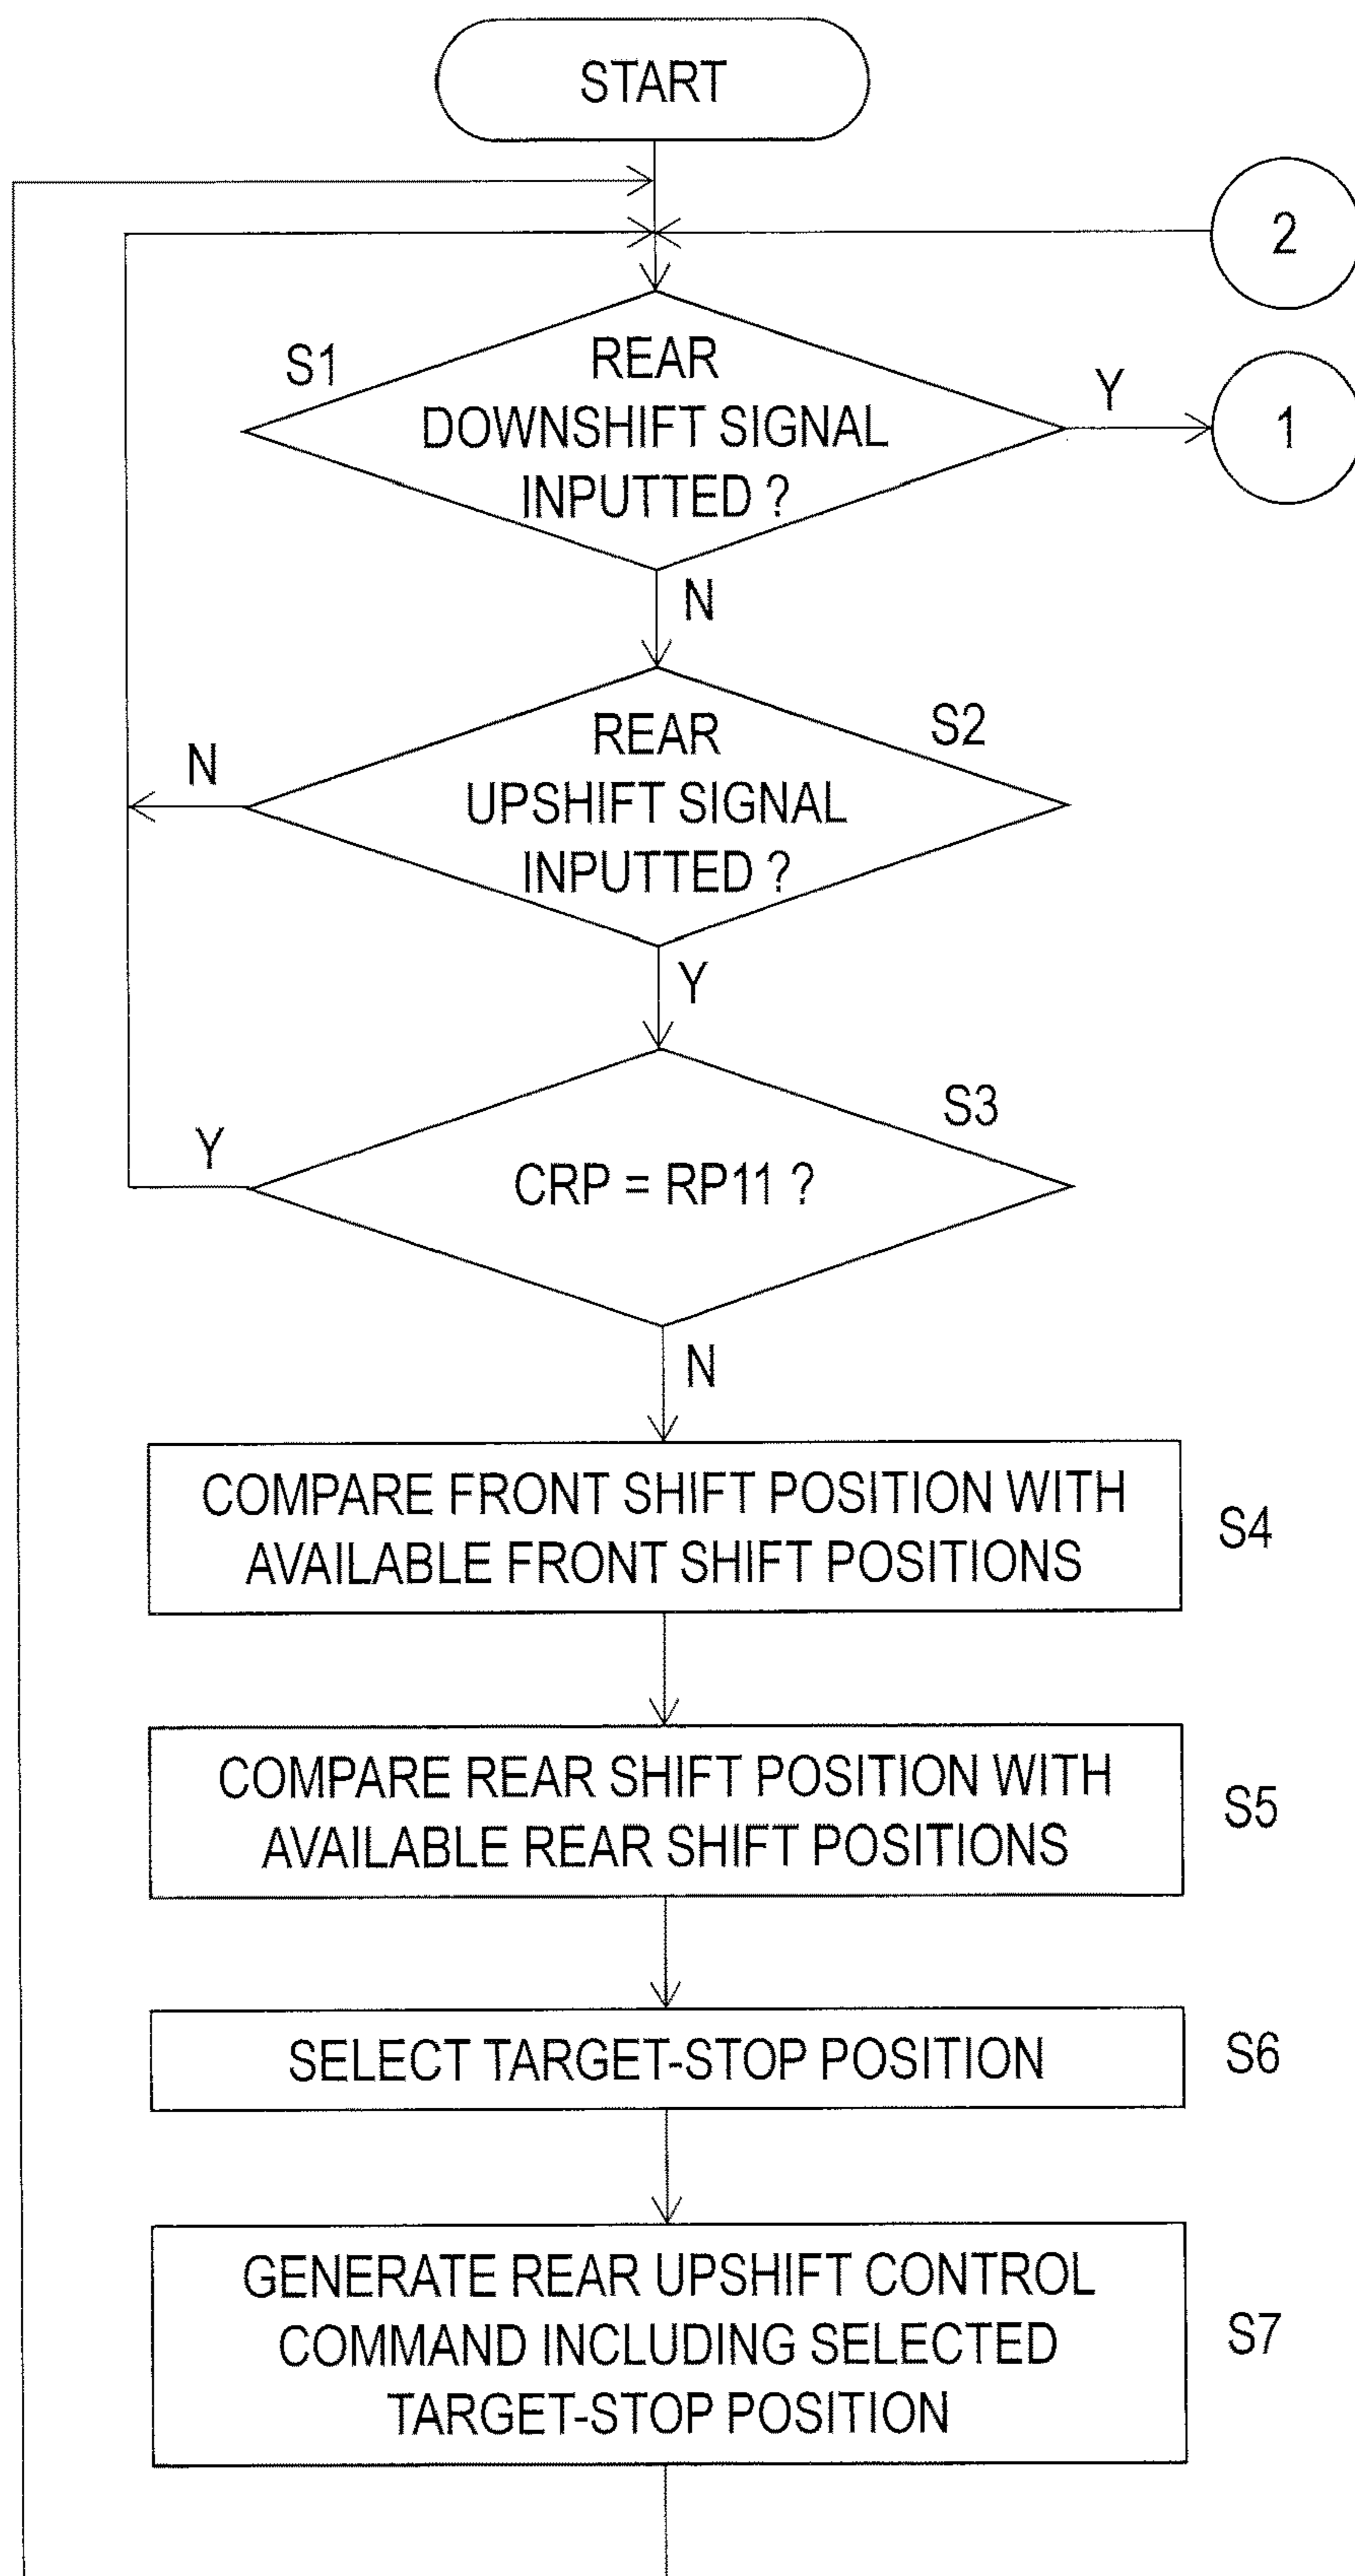 START
2
S1
REAR
DOWNSHIFT SIGNAL
INPUTTED ?
Y
1
N
S2
REAR
UPSHIFT SIGNAL
INPUTTED ?
N
Y
S3
CRP = RP11 ?
Y
N
COMPARE FRONT SHIFT POSITION WITH
AVAILABLE FRONT SHIFT POSITIONS
S4
COMPARE REAR SHIFT POSITION WITH
AVAILABLE REAR SHIFT POSITIONS
S5
SELECT TARGET-STOP POSITION
S6
GENERATE REAR UPSHIFT CONTROL
COMMAND INCLUDING SELECTED
TARGET-STOP POSITION
S7